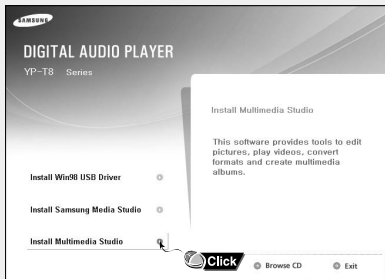 SAMSUNG
DIGITAL AUDIO PLAYER
YP-T8 Series
Install Multimedia Studio
This software provides tools to edit
pictures, play videos, convert
formats and create multimedia
albums.
Install Win98 USB Driver
Install Samsung Media Studio
Install Multimedia Studio
Click
Browse CD
Exit